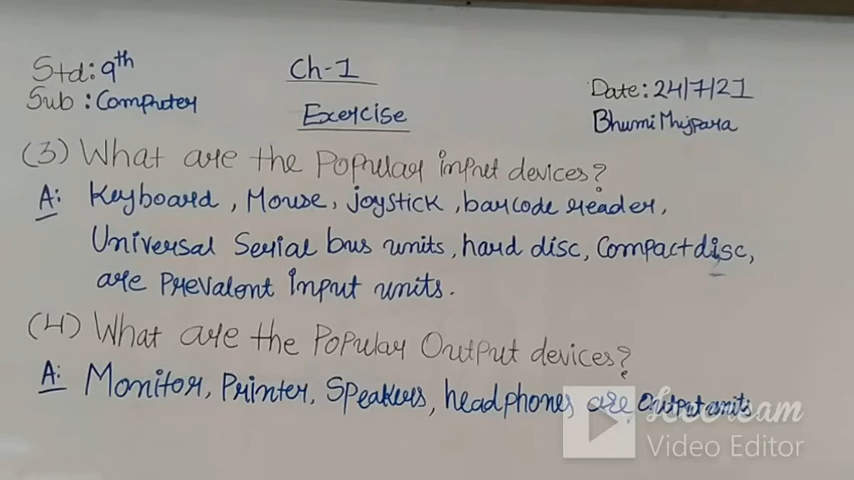 Std: 9th
Ch-1
Date: 24/7/21
Sub : Computer
Exercise
Bhumi
(3) What are the Popular input devices?
A: Keyboard, Mouse, joystick, barcode reader,
Universal Serial bus units, hard disc, Compact disc,
are Prevalent Input units.
(4) What are the Popular Output devices?
A: Monitor, Printer, Speakers, headphones are Output units
Video Editor